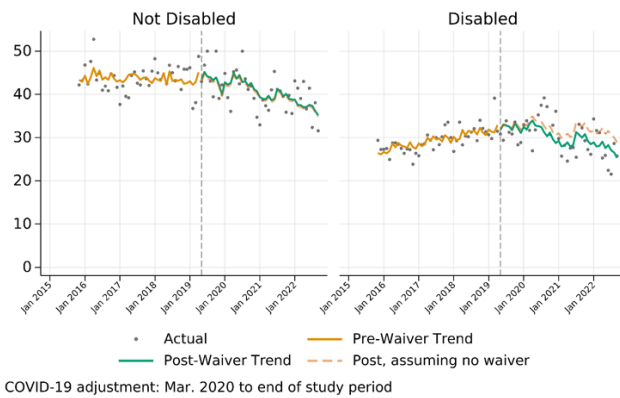 Not Disabled Disabled
50
40
30
20
10
0
Jan 2015 Jan 2016 Jan 2017 Jan 2018 Jan 2019 Jan 2020 Jan 2021 Jan 2022 Jan 2015 Jan 2016 Jan 2017 Jan 2018 Jan 2019 Jan 2020 Jan 2021 Jan 2022
Actual Pre-Waiver Trend
Post-Waiver Trend Post, assuming no waiver
COVID-19 adjustment: Mar. 2020 to end of study period